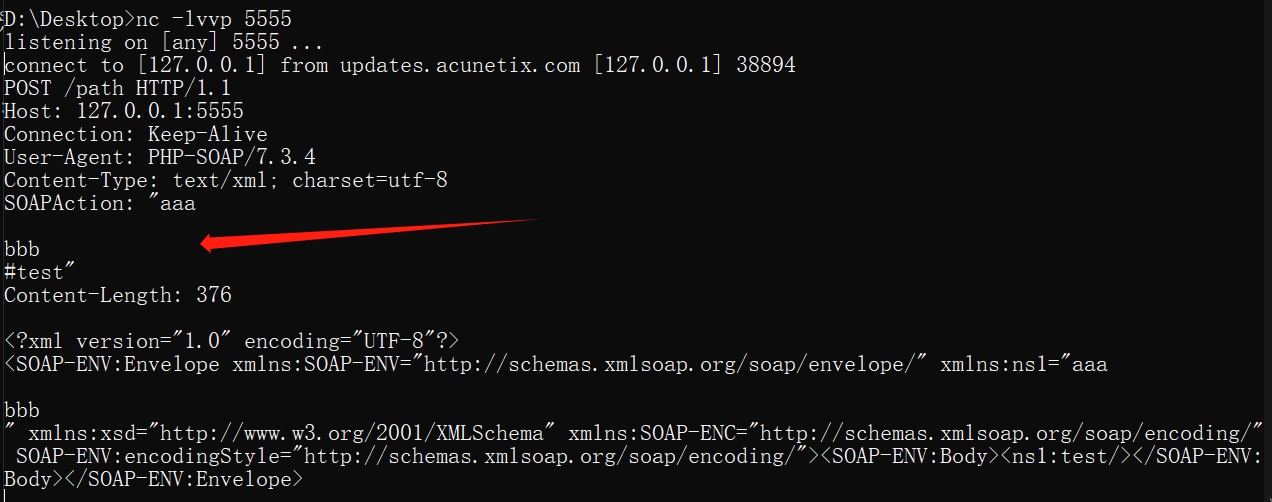 D:\Desktop>nc -lvvp 5555
listening on [any] 5555 ...
connect to [127.0.0.1] from updates.acunetix.com [127.0.0.1] 38894
POST /path HTTP/1.1
Host: 127.0.0.1:5555
Connection: Keep-Alive
User-Agent: PHP-SOAP/7.3.4
Content-Type: text/xml; charset=utf-8
SOAPAction: "aaa
bbb
#test"
Content-Length: 376
<?xml version="1.0" encoding="UTF-8"?>
<SOAP-ENV:Envelope xmlns:SOAP-ENV="http://schemas.xmlsoap.org/soap/envelope/" xmlns:ns1="aaa
bbb
" xmlns:xsd="http://www.w3.org/2001/XMLSchema" xmlns:SOAP-ENC="http://schemas.xmlsoap.org/soap/encoding/"
SOAP-ENV:encodingStyle="http://schemas.xmlsoap.org/soap/encoding/"><SOAP-ENV:Body><ns1:test/></SOAP-ENV:
Body></SOAP-ENV:Envelope>